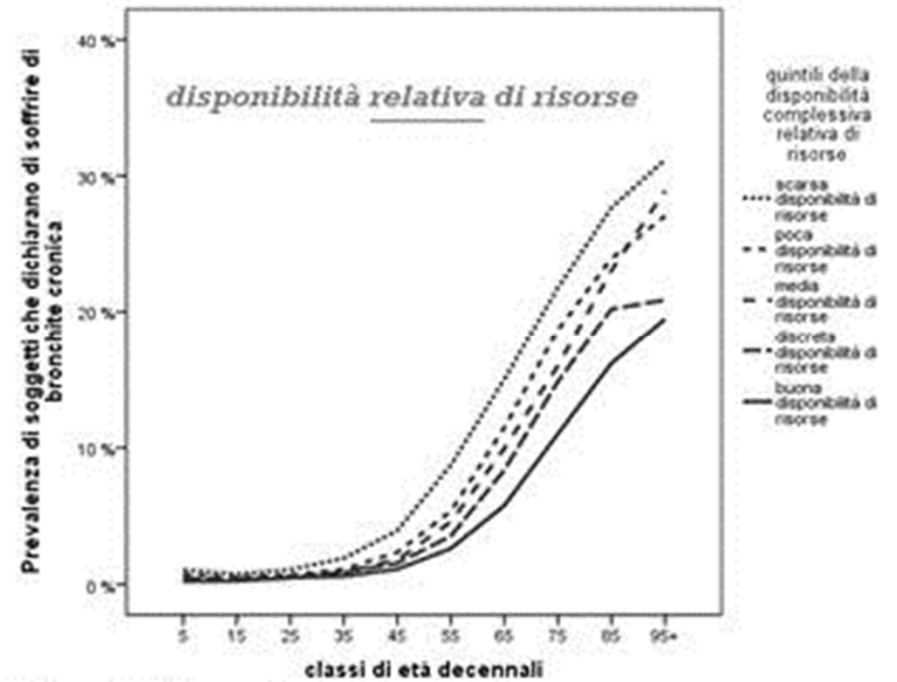 disponibilità relativa di risorse
Prevalenza di soggetti che dichiarano di soffrire di
bronchite cronica
40 %
30 %
20 %
10 %
0 %
5 15 25 35 45 55 65 75 85 95+
classi di età decennali
quintili della
disponibilità
complessiva
relativa di
risorse
scarsa
disponibilità di
risorse
poca
disponibilità di
risorse
media
disponibilità di
risorse
discreta
disponibilità di
risorse
buona
disponibilità di
risorse